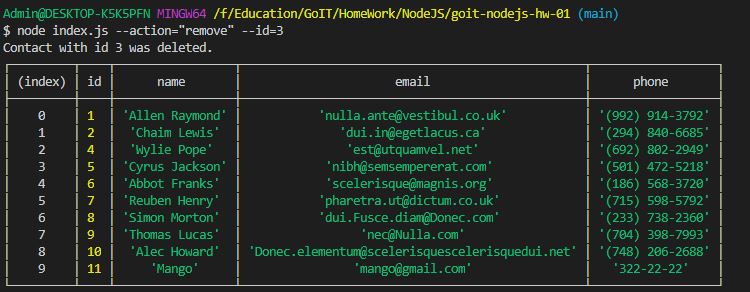 Admin@DESKTOP-K5K5PFN MINGW64 /f/Education/GoIT/HomeWork/NodeJS/goit-nodejs-hw-01 (main)
$ node index.js --action="remove" --id=3
Contact with id 3 was deleted.
(index) id name email phone
0 1 'Allen Raymond' 'nulla.ante@vestibul.co.uk' '(992) 914-3792'
1 2 'Chaim Lewis' 'dui.in@egetlacus.ca' '(294) 840-6685'
2 4 'Wylie Pope' 'est@utquamvel.net' '(692) 802-2949'
3 5 'Cyrus Jackson' 'nibh@semsempererat.com' '(501) 472-5218'
4 6 'Abbot Franks' 'scelerisque@magnis.org' '(186) 568-3720'
5 7 'Reuben Henry' 'pharetra.ut@dictum.co.uk' '(715) 598-5792'
6 8 'Simon Morton' 'dui.Fusce.diam@Donec.com' '(233) 738-2360'
7 9 'Thomas Lucas' 'nec@Nulla.com' '(704) 398-7993'
8 10 'Alec Howard' 'Donec.elementum@scelerisquescelerisquedui.net' '(748) 206-2688'
9 11 'Mango' 'mango@gmail.com' '322-22-22'